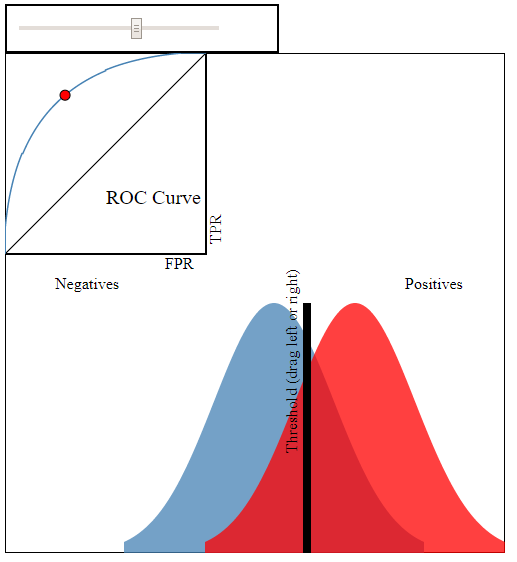 ROC Curve
TPR
FPR
Negatives
Positives
Threshold (drag left or right)